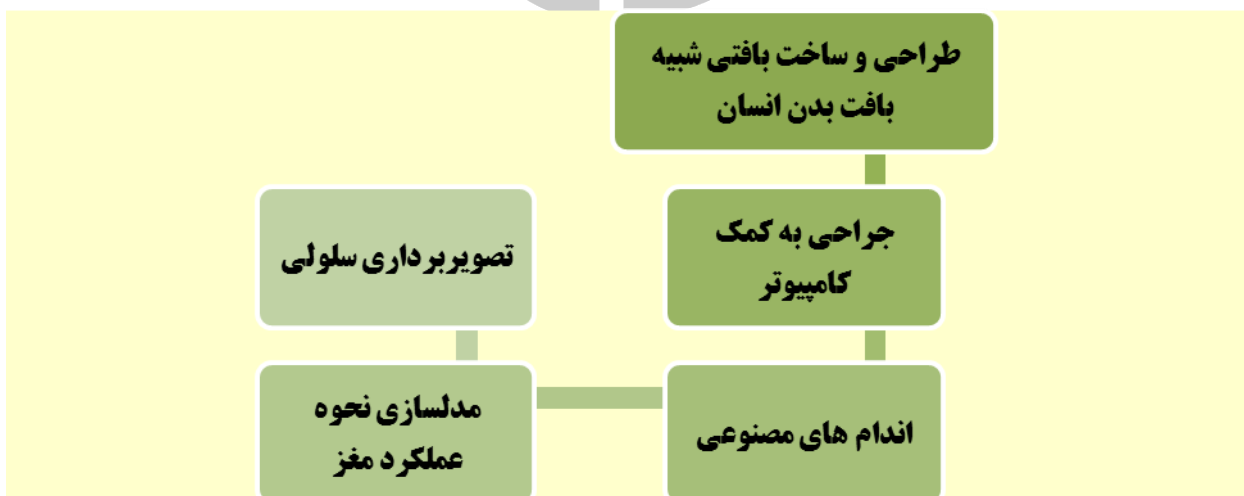 طراحی و ساخت بافتی شبیه
بافت بدن انسان
جراحی به کمک
کامپیوتر
اندام های مصنوعی
مدلسازی نحوه
عملکرد مغز
تصویربرداری سلولی